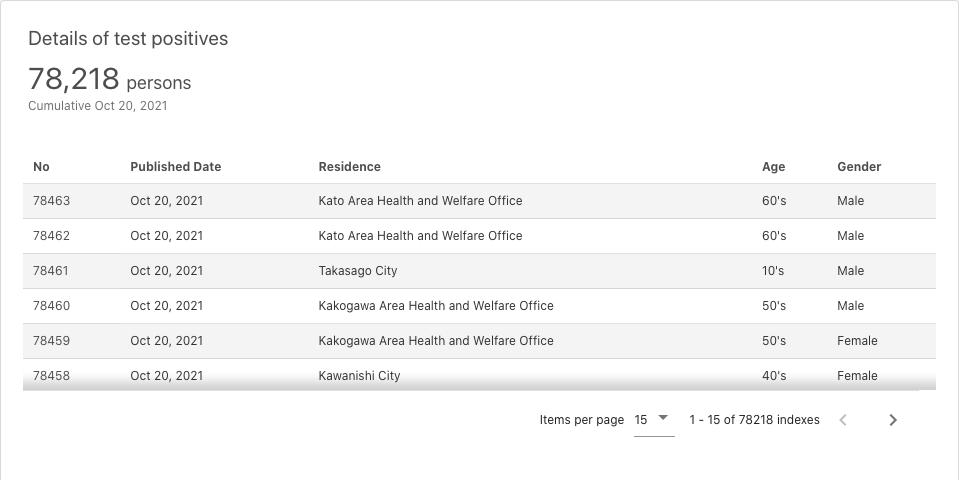 Details of test positives
78,218 persons
Cumulative Oct 20, 2021
No Published Date Residence Age Gender
78463 Oct 20, 2021 Kato Area Health and Welfare Office 60's Male
78462 Oct 20, 2021 Kato Area Health and Welfare Office 60's Male
78461 Oct 20, 2021 Takasago City 10's Male
78460 Oct 20, 2021 Kakogawa Area Health and Welfare Office 50's Male
78459 Oct 20, 2021 Kakogawa Area Health and Welfare Office 50's Female
78458 Oct 20, 2021 Kawanishi City 40's Female
Items per page 15 1 - 15 of 78218 indexes